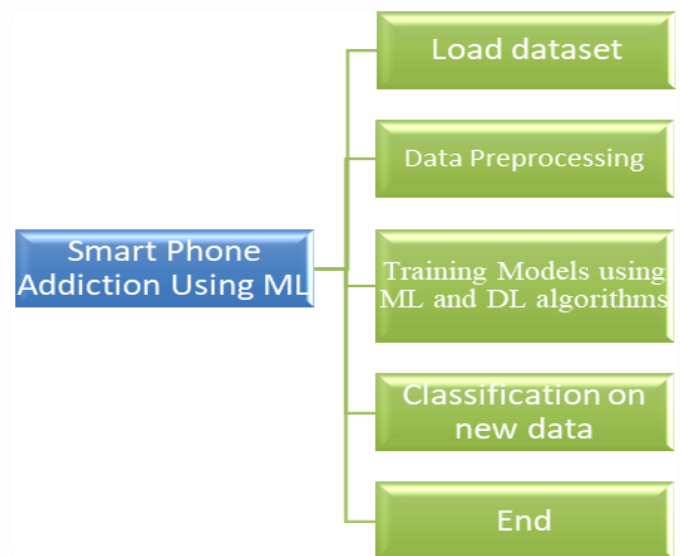 Load dataset
Data Preprocessing
Smart Phone
Addiction Using ML
Training Models using
ML and DL algorithms
Classification on
new data
End